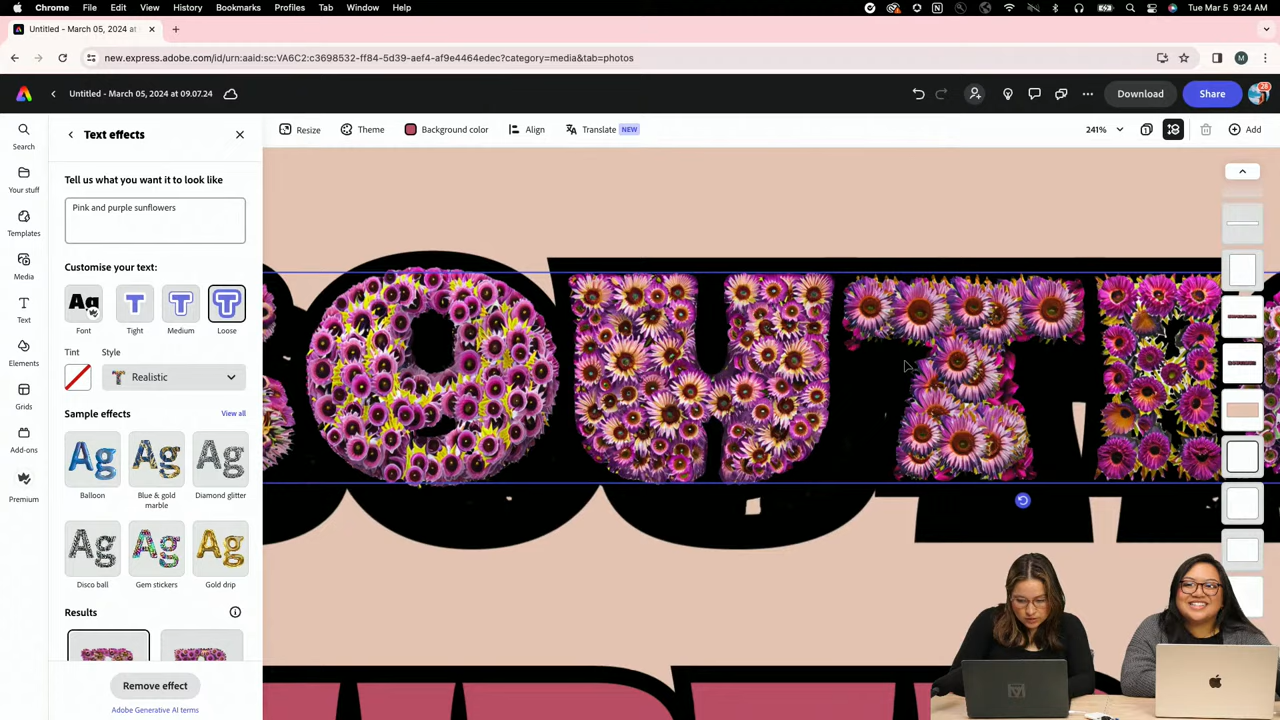 Chrome File Edit View History Bookmarks Profiles Tab Window Help
Tue Mar 5 9:24 AM
Untitled - March 05, 2024 at 09
new.express.adobe.com/id/urn:aaid:sc:VA6C2:c3698532-ff84-5d39-aef4-af9e4464edec?category=media&tab=photos
M
Untitled - March 05, 2024 at 09.07.24
Download
Share
28
Text effects
Resize
Theme
Background color
Align
Translate NEW
241%
1
Add
Search
Your stuff
Templates
Media
Text
Elements
Grids
Add-ons
Premium
Tell us what you want it to look like
Pink and purple sunflowers
Customise your text:
Aa T T T
Font Tight Medium Loose
Tint Style
T Realistic
Sample effects View all
Ag Ag Ag
Balloon Blue & gold marble Diamond glitter
Ag Ag Ag
Disco ball Gem stickers Gold drip
Results
Remove effect
Adobe Generative AI terms
OUT